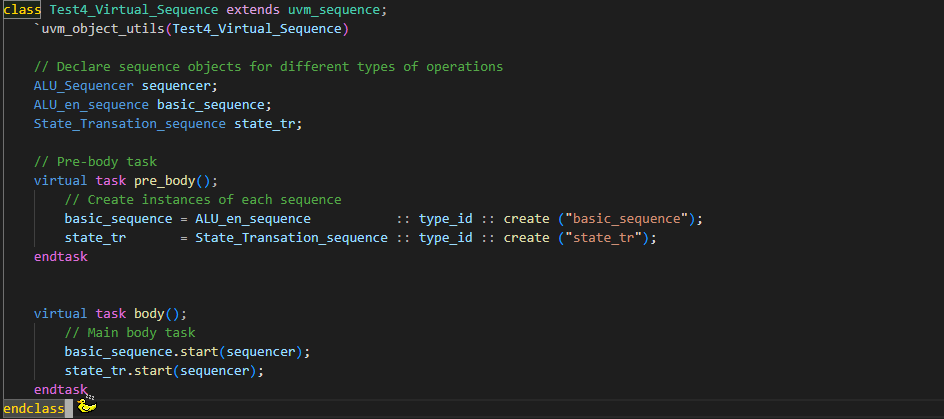 class Test4_Virtual_Sequence extends uvm_sequence;
    `uvm_object_utils(Test4_Virtual_Sequence)
    // Declare sequence objects for different types of operations
    ALU_Sequencer sequencer;
    ALU_en_sequence basic_sequence;
    State_Transation_sequence state_tr;
    // Pre-body task
    virtual task pre_body();
        // Create instances of each sequence
        basic_sequence = ALU_en_sequence           :: type_id :: create ("basic_sequence");
        state_tr       = State_Transation_sequence :: type_id :: create ("state_tr");
    endtask
    virtual task body();
        // Main body task
        basic_sequence.start(sequencer);
        state_tr.start(sequencer);
    endtask
endclass